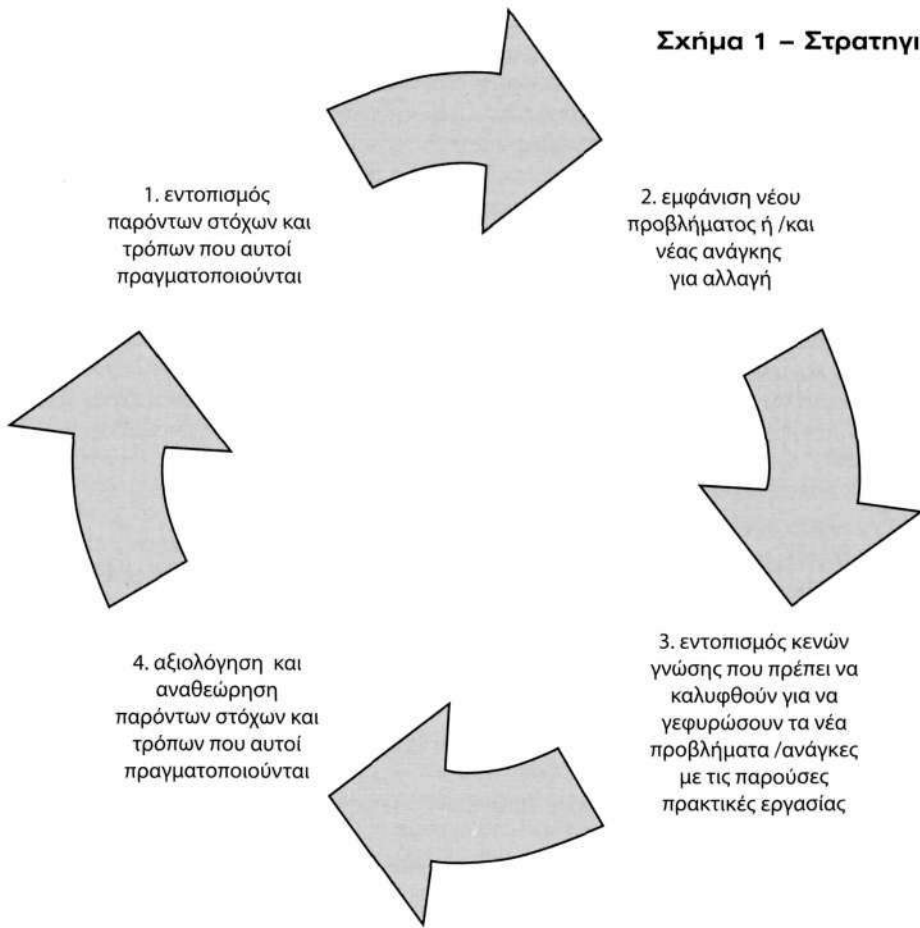 Σχήμα 1 – Στρατηγι
1. εντοπισμός
παρόντων στόχων και
τρόπων που αυτοί
πραγματοποιούνται
2. εμφάνιση νέου
προβλήματος ή /και
νέας ανάγκης
για αλλαγή
3. εντοπισμός κενών
γνώσης που πρέπει να
καλυφθούν για να
γεφυρώσουν τα νέα
προβλήματα /ανάγκες
με τις παρούσες
πρακτικές εργασίας
4. αξιολόγηση και
αναθεώρηση
παρόντων στόχων και
τρόπων που αυτοί
πραγματοποιούνται